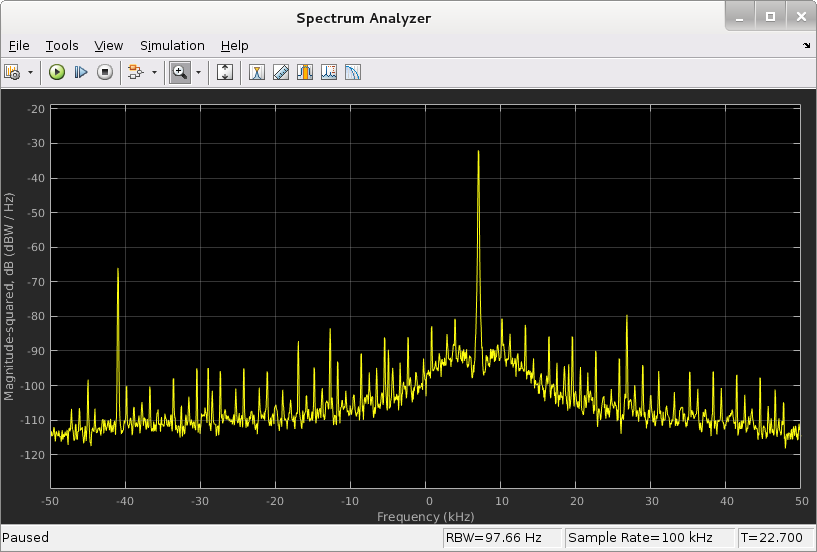 Spectrum Analyzer
File Tools View Simulation Help
-20
-30
-40
-50
-60
-70
-80
-90
-100
-110
-120
Magnitude-squared, dB (dBW / Hz)
-50 -40 -30 -20 -10 0 10 20 30 40 50
Frequency (kHz)
Paused RBW=97.66 Hz Sample Rate=100 kHz T=22.700